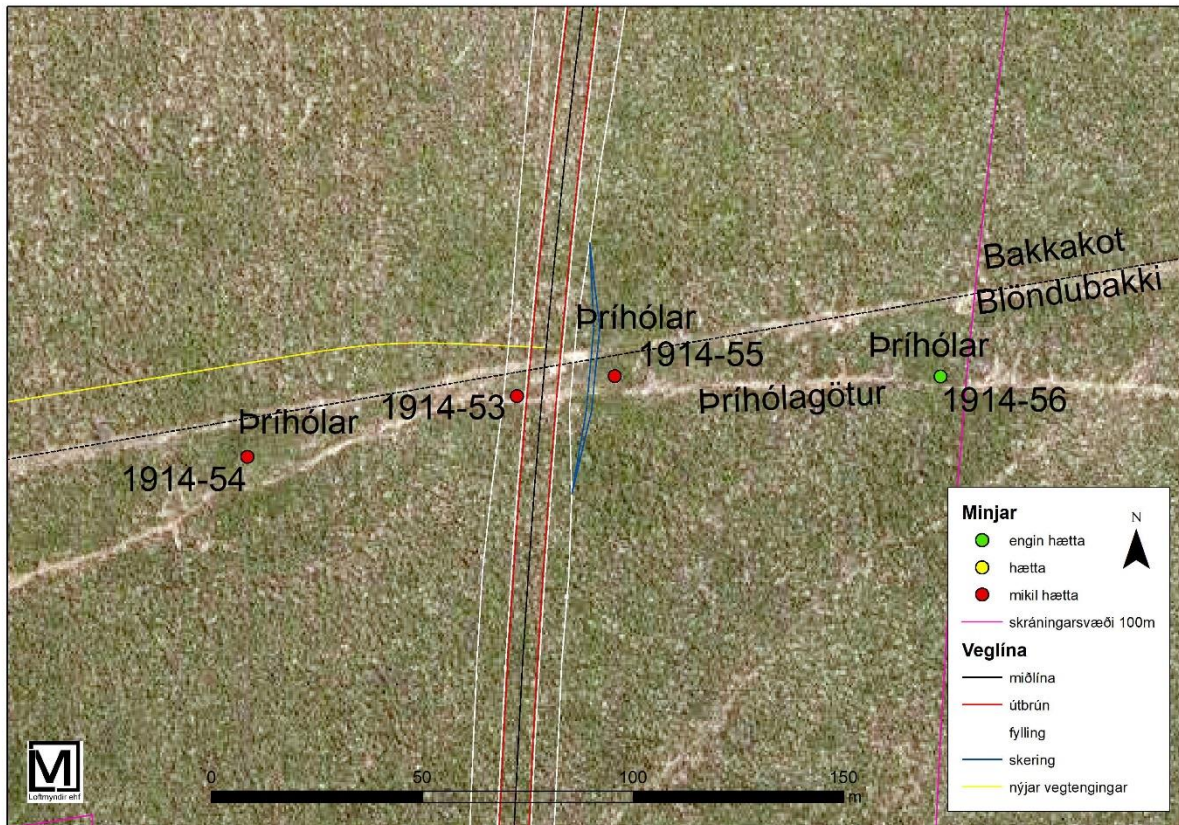 Bakkakot
Blöndubakki
Þríhólar
1914-55
Þríhólar
Þríhólagötur
1914-56
1914-53
Þríhólar
1914-54
Minjar
engin hætta
hætta
mikil hætta
skráningarsvæði 100m
Veglína
miðlína
útbrún
fylling
skering
nýjar vegtengingar
N
0 50 100 150
m
M
Loftmyndir ehf